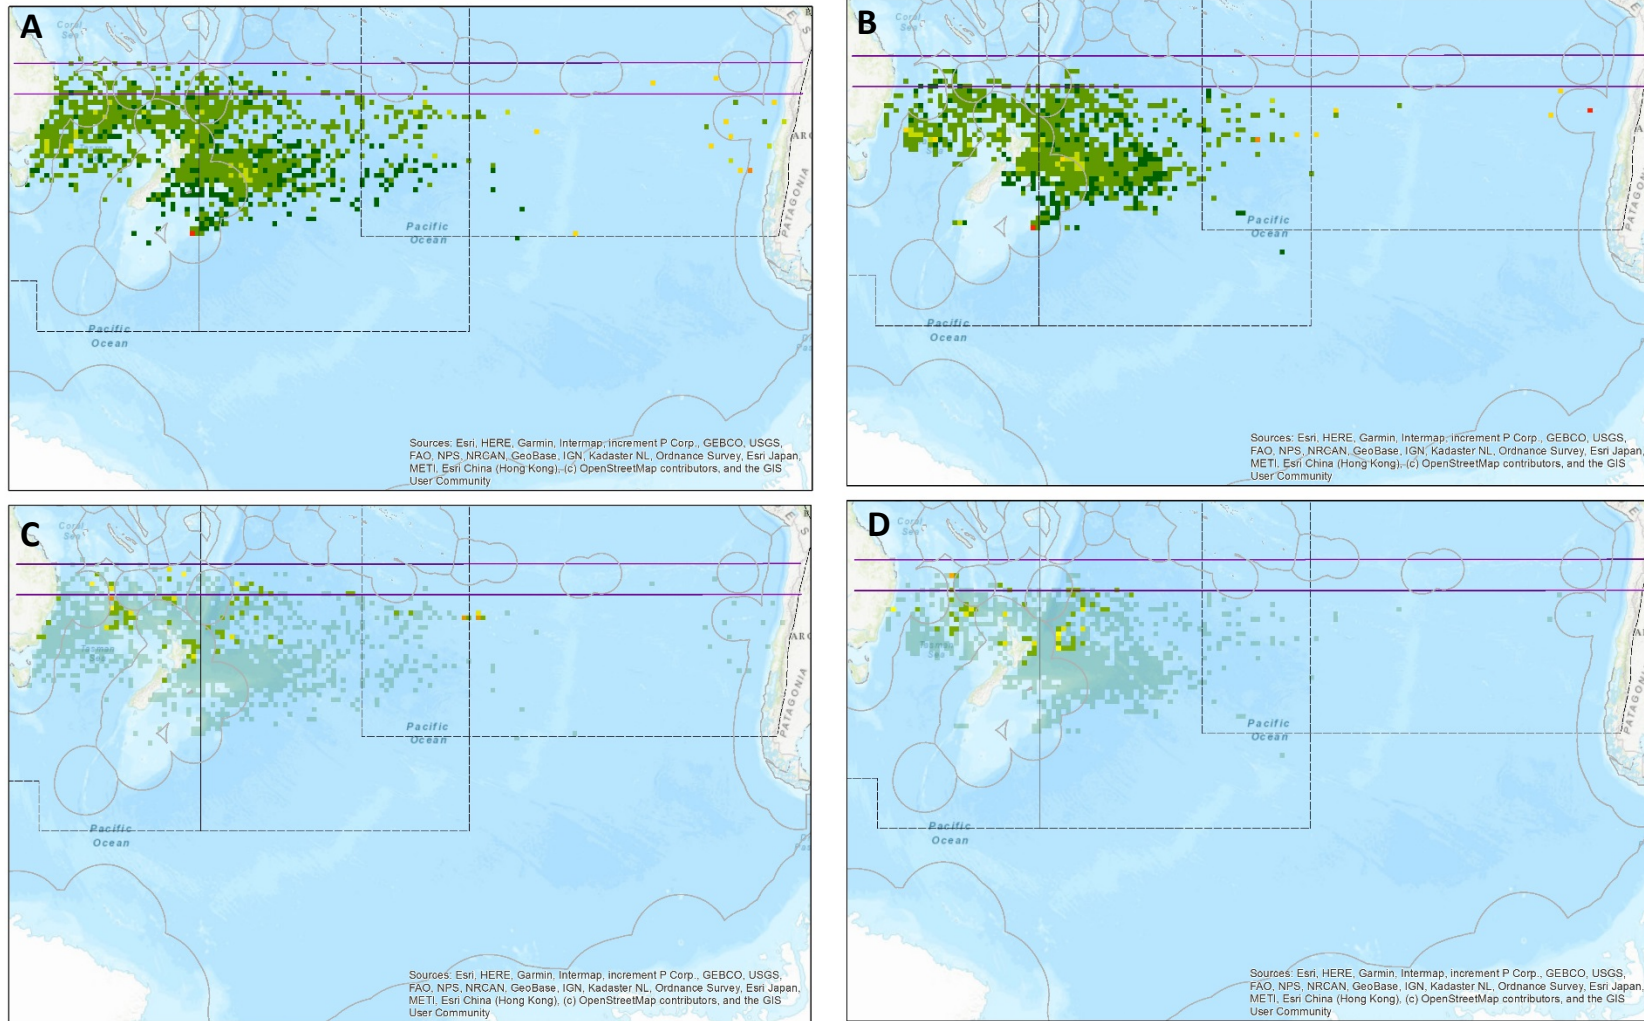 A
Coral
Sea
Pacific
Ocean
PATAGONIA
Pacific
Ocean
Sources: Esri, HERE, Garmin, Intermap, increment P Corp., GEBCO, USGS,
FAO, NPS, NRCAN, GeoBase, IGN, Kadaster NL, Ordnance Survey, Esri Japan,
METI, Esri China (Hong Kong), (c) OpenStreetMap contributors, and the GIS
User Community
B
Coral
Sea
Pacific
Ocean
PATAGONIA
Pacific
Ocean
Sources: Esri, HERE, Garmin, Intermap, increment P Corp., GEBCO, USGS,
FAO, NPS, NRCAN, GeoBase, IGN, Kadaster NL, Ordnance Survey, Esri Japan,
METI, Esri China (Hong Kong), (c) OpenStreetMap contributors, and the GIS
User Community
C
Coral
Sea
Tasman
Sea
Pacific
Ocean
PATAGONIA
Pacific
Ocean
Sources: Esri, HERE, Garmin, Intermap, increment P Corp., GEBCO, USGS,
FAO, NPS, NRCAN, GeoBase, IGN, Kadaster NL, Ordnance Survey, Esri Japan,
METI, Esri China (Hong Kong), (c) OpenStreetMap contributors, and the GIS
User Community
D
Coral
Sea
Pacific
Ocean
PATAGONIA
Pacific
Ocean
Sources: Esri, HERE, Garmin, Intermap, increment P Corp., GEBCO, USGS,
FAO, NPS, NRCAN, GeoBase, IGN, Kadaster NL, Ordnance Survey, Esri Japan,
METI, Esri China (Hong Kong), (c) OpenStreetMap contributors, and the GIS
User Community